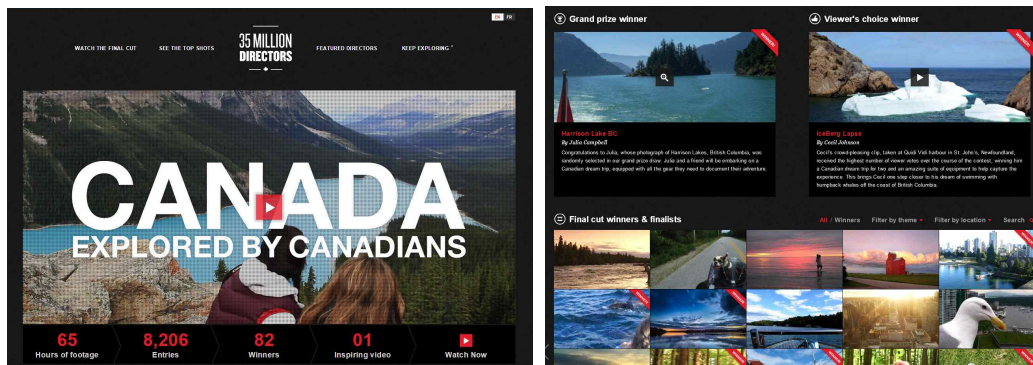 EN FR
WATCH THE FINAL CUT
SEE THE TOP SHOTS
35 MILLION
DIRECTORS
FEATURED DIRECTORS
KEEP EXPLORING
CANADA
EXPLORED BY CANADIANS
65
Hours of footage
8,206
Entries
82
Winners
01
Inspiring video
Watch Now
Grand prize winner
WINNER
Harrison Lake BC
By Julia Campbell
Congratulations to Julia, whose photograph of Harrison Lakes, British Columbia, was
randomly selected in our grand prize draw. Julia and a friend will be embarking on a
Canadian dream trip, equipped with all the gear they need to document their adventure.
Viewer's choice winner
WINNER
IceBerg Lapse
By Cecil Johnson
Cecil's crowd-pleasing clip, taken at Quidi Vidi harbour in St. John's, Newfoundland,
received the highest number of viewer votes over the course of the contest, winning him
a Canadian dream trip for two and an amazing suite of equipment to help capture the
experience. This brings Cecil one step closer to his dream of swimming with
humpback whales off the coast of British Columbia.
Final cut winners & finalists
All / Winners
Filter by theme
Filter by location
Search